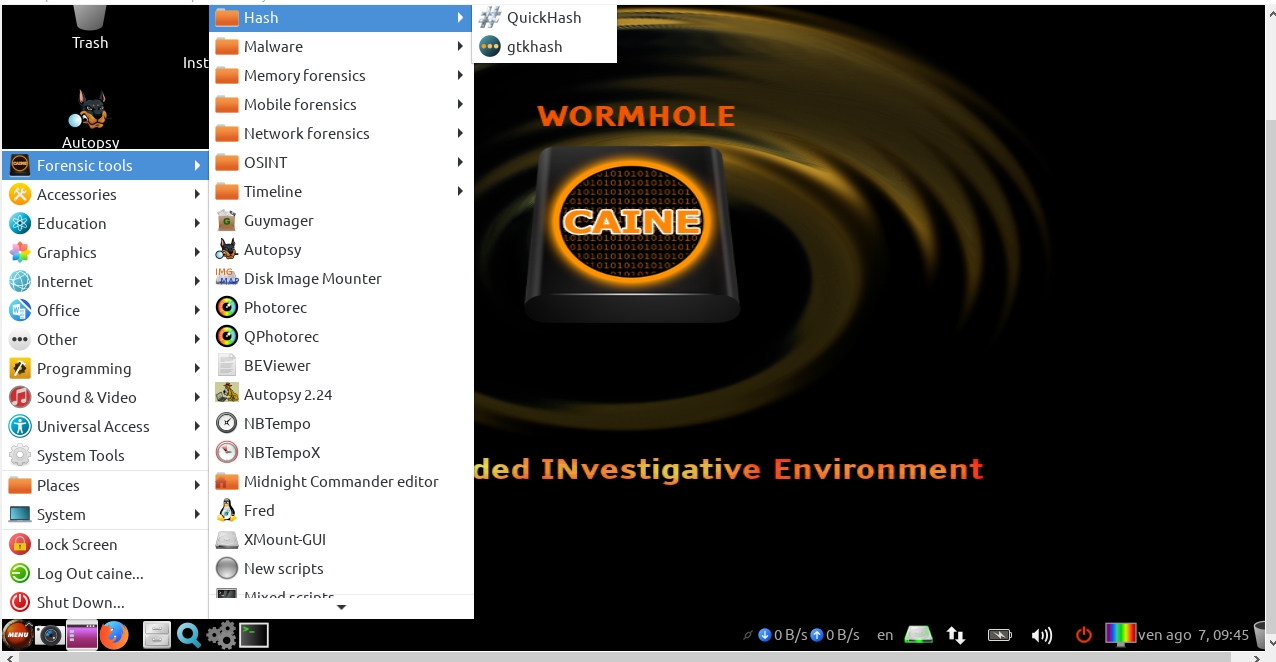 Trash
Inst
Autopsy
Forensic tools
Accessories
Education
Graphics
Internet
Office
Other
Programming
Sound & Video
Universal Access
System Tools
Places
System
Lock Screen
Log Out caine...
Shut Down...
Hash
Malware
Memory forensics
Mobile forensics
Network forensics
OSINT
Timeline
Guymager
Autopsy
Disk Image Mounter
Photorec
QPhotorec
BEViewer
Autopsy 2.24
NBTempo
NBTempoX
Midnight Commander editor
Fred
XMount-GUI
New scripts
Mixed scripts
QuickHash
gtkhash
WORMHOLE
CAINE
ded INvestigative Environment
MENU
0 B/s 0 B/s en ven ago 7, 09:45